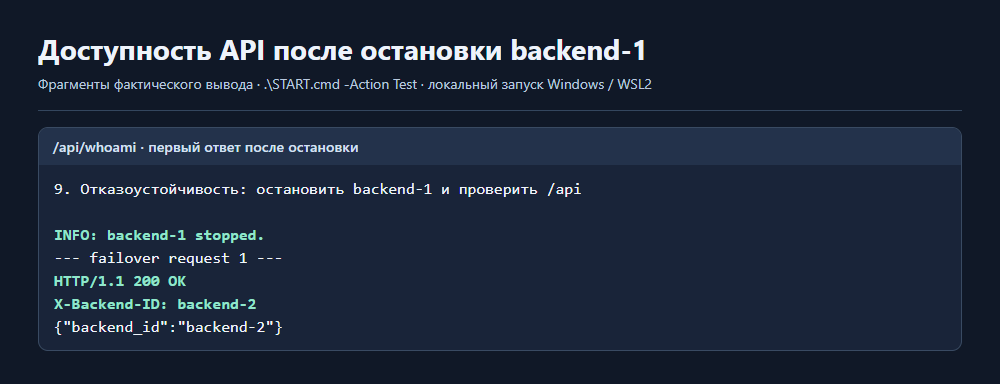 Доступность API после остановки backend-1
Фрагменты фактического вывода · .\START.cmd -Action Test · локальный запуск Windows / WSL2
/api/whoami · первый ответ после остановки
9. Отказоустойчивость: остановить backend-1 и проверить /api
INFO: backend-1 stopped.
--- failover request 1 ---
HTTP/1.1 200 OK
X-Backend-ID: backend-2
{"backend_id":"backend-2"}